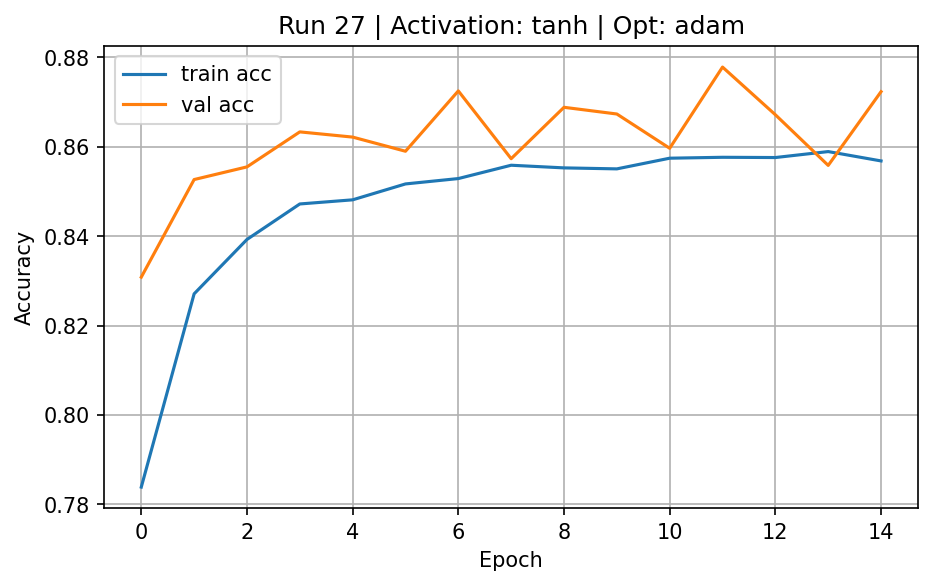 Run 27 | Activation: tanh | Opt: adam
train acc
val acc
0.88
0.86
0.84
0.82
0.80
0.78
Accuracy
0 2 4 6 8 10 12 14
Epoch